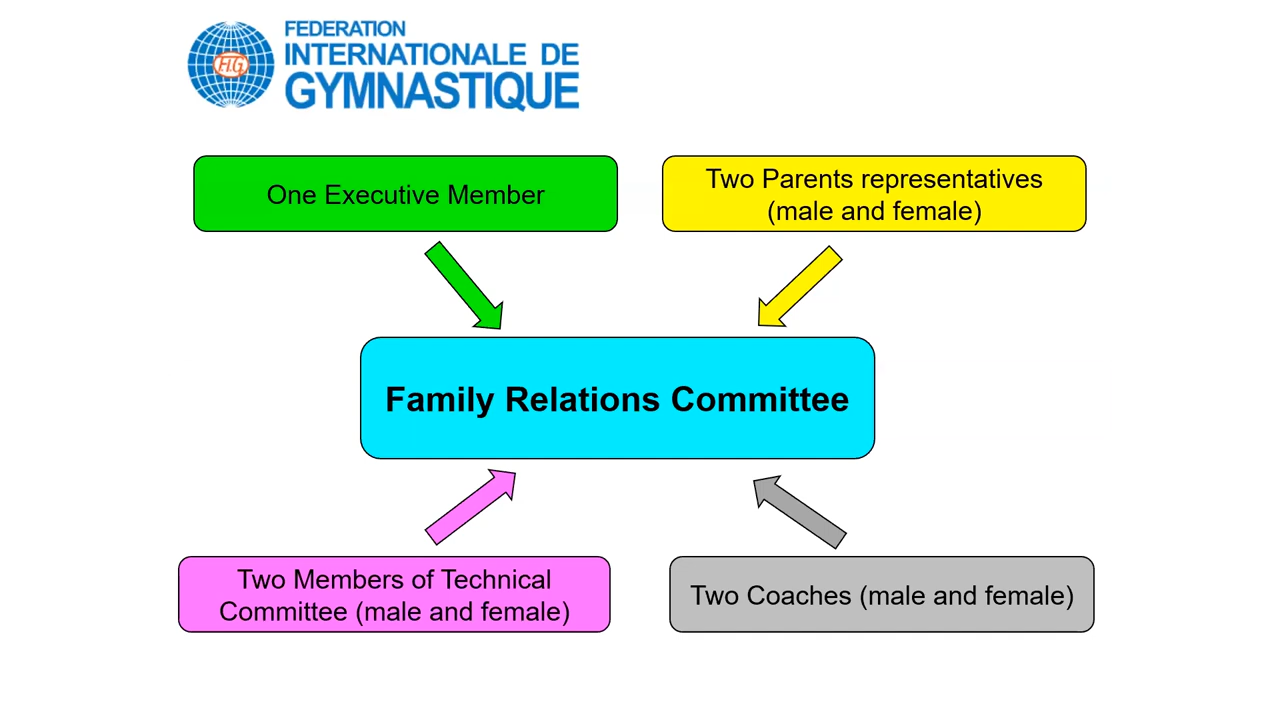 F.I.G
FEDERATION
INTERNATIONALE DE
GYMNASTIQUE
One Executive Member
Two Parents representatives
(male and female)
Family Relations Committee
Two Members of Technical
Committee (male and female)
Two Coaches (male and female)